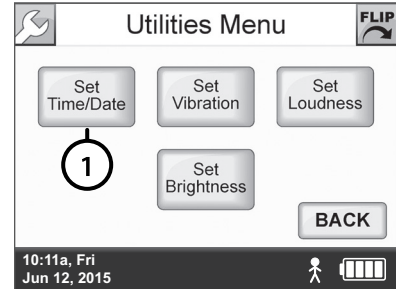 Utilities Menu
FLIP
Set
Time/Date
Set
Vibration
Set
Loudness
1
Set
Brightness
BACK
10:11a, Fri
Jun 12, 2015